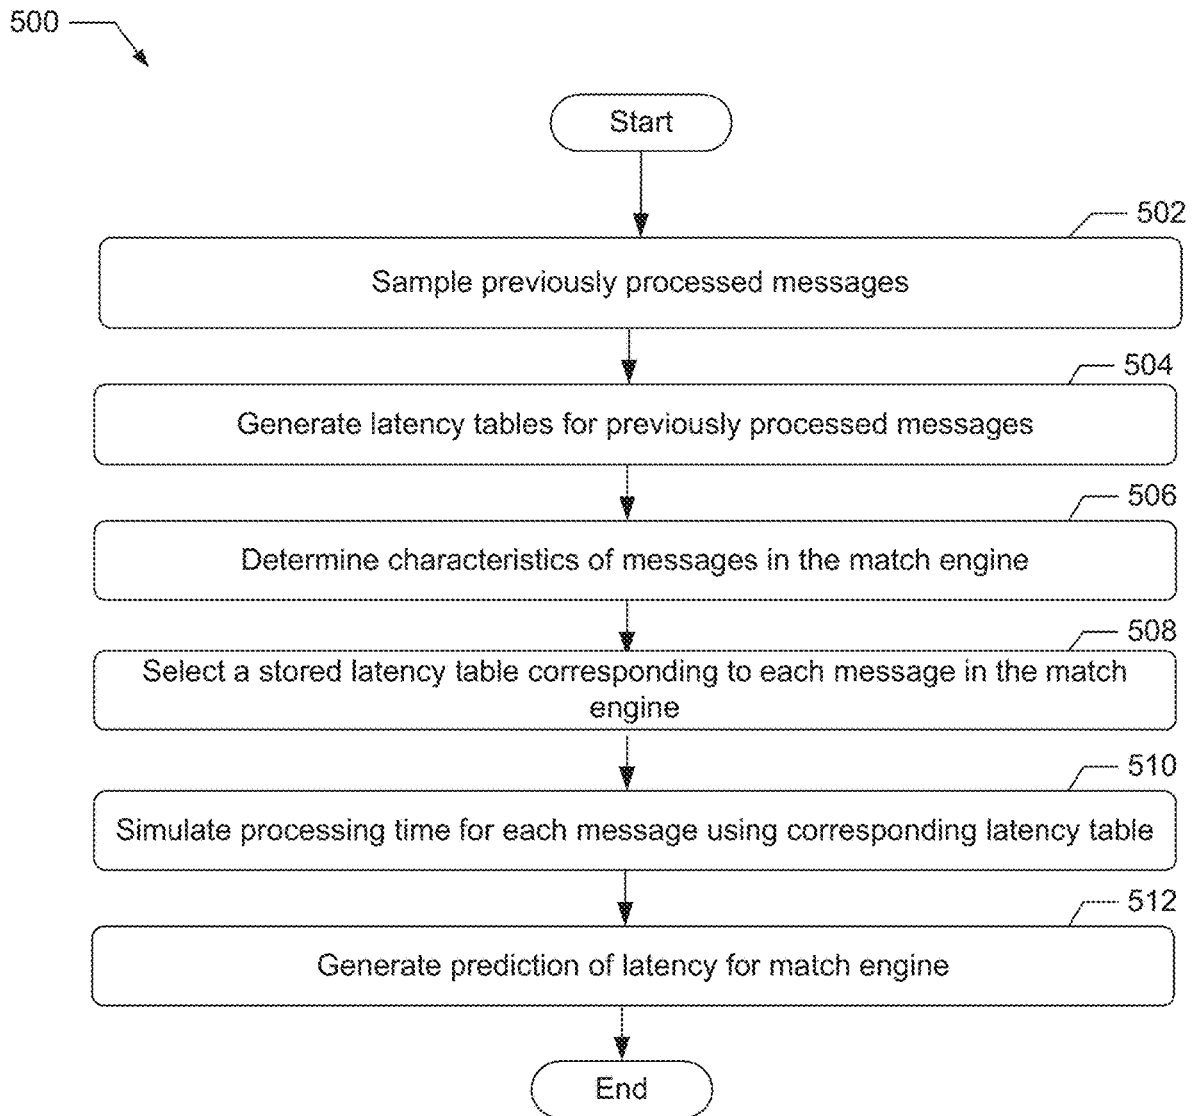 500
Start
502
Sample previously processed messages
504
Generate latency tables for previously processed messages
506
Determine characteristics of messages in the match engine
508
Select a stored latency table corresponding to each message in the match
engine
510
Simulate processing time for each message using corresponding latency table
512
Generate prediction of latency for match engine
End